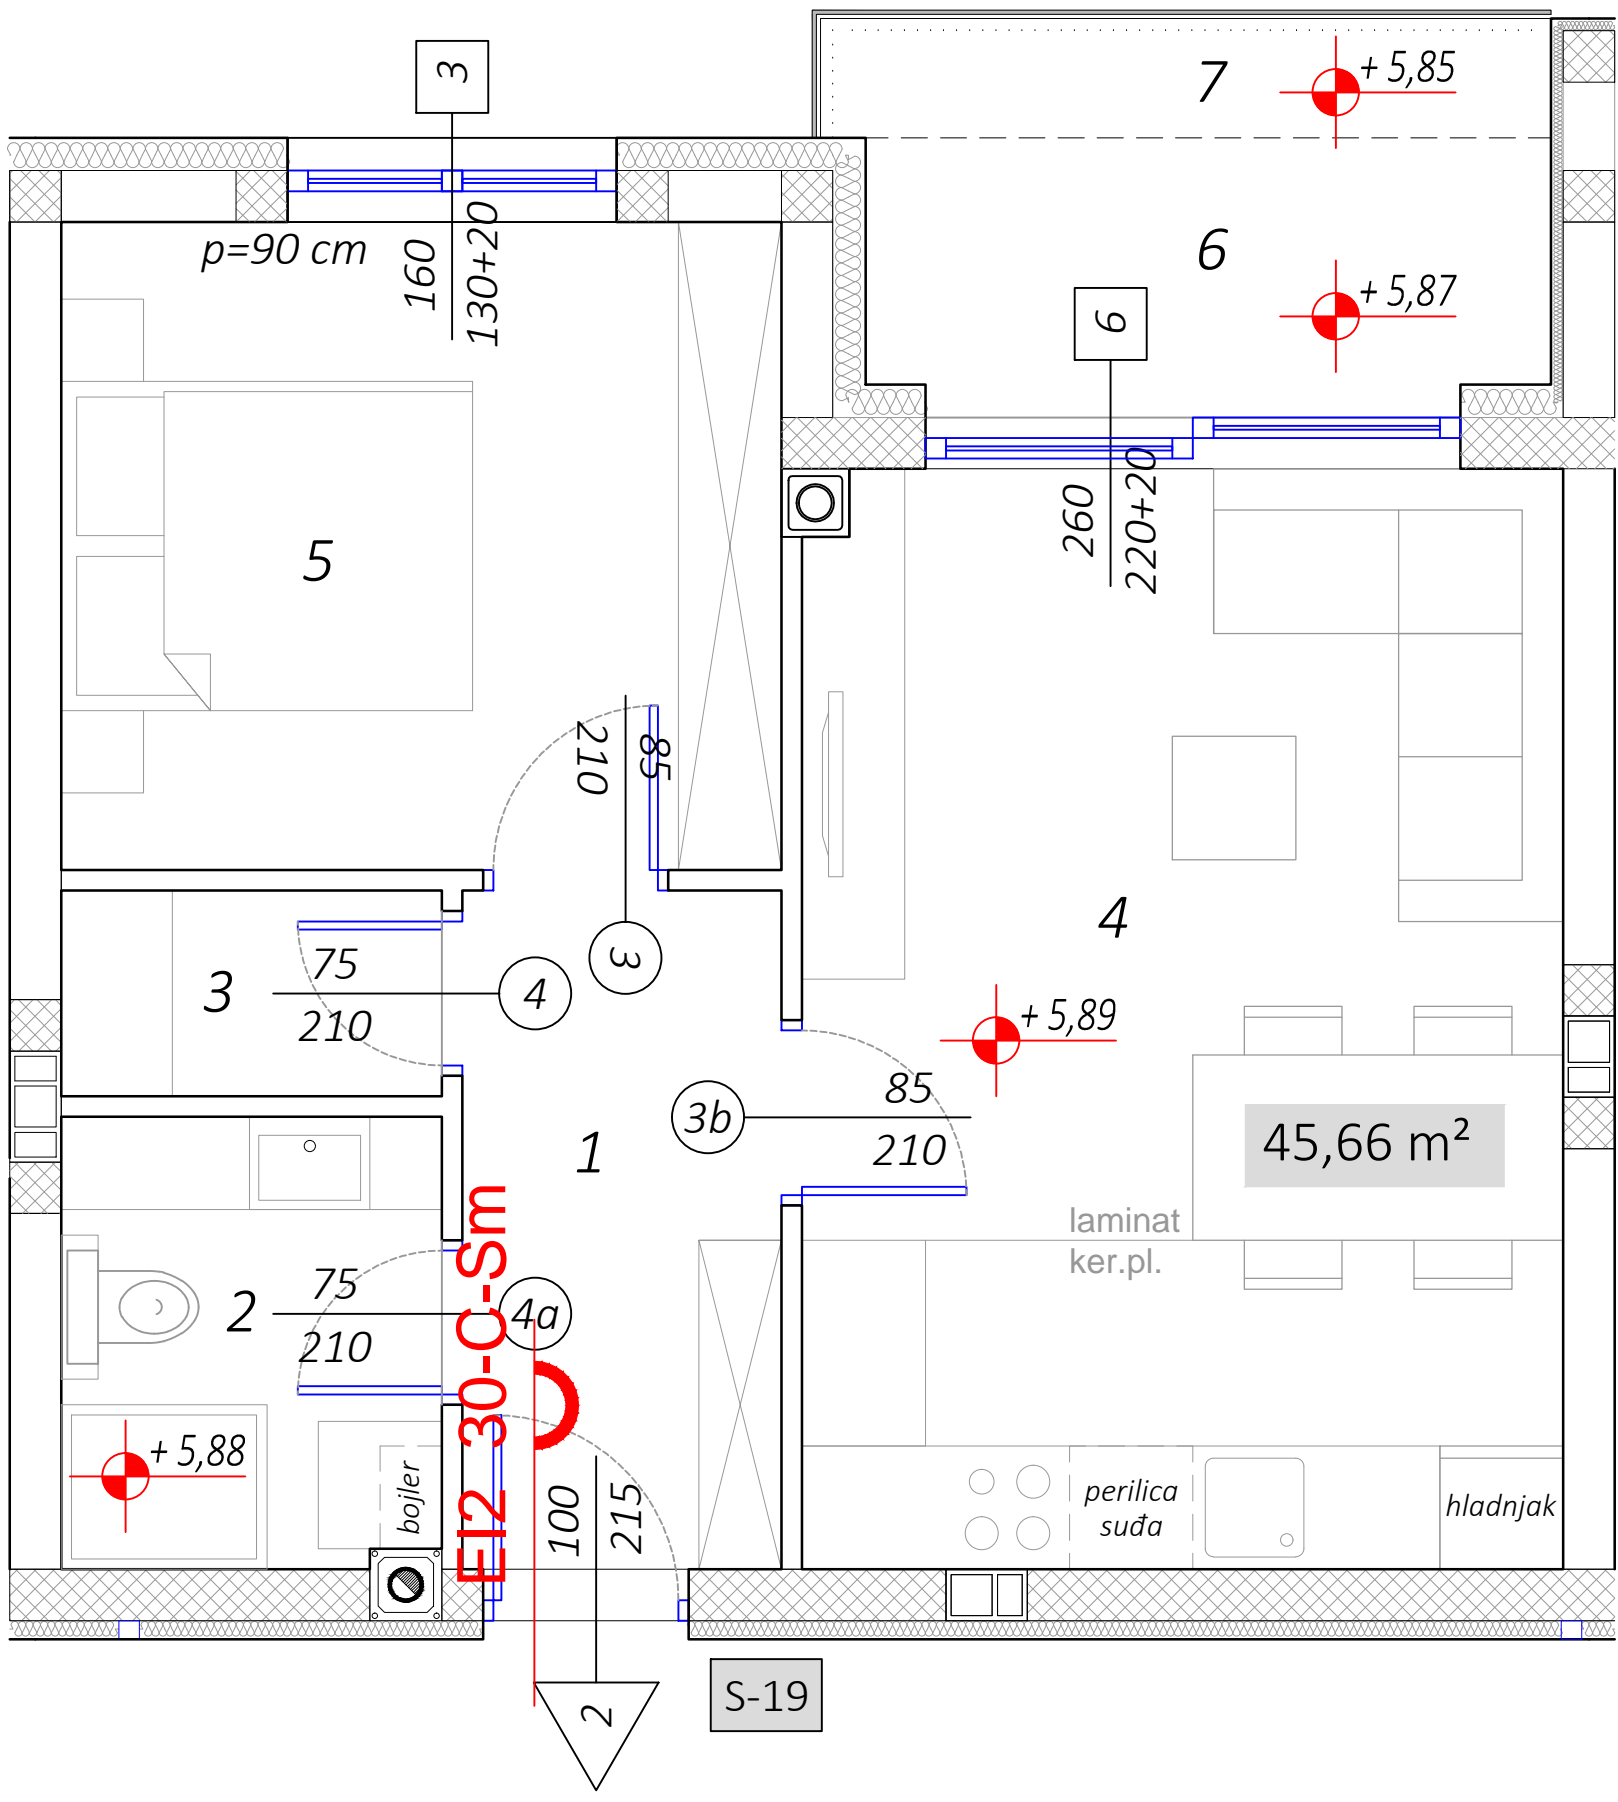 3
7
+ 5,85
p=90 cm
160
130+20
6
+ 5,87
6
260
220+20
5
210
85
4
3
75
210
4
3
+ 5,89
3b
85
210
45,66 m²
1
laminat
ker.pl.
2
75
210
4a
EI2 30-C-Sm
+ 5,88
bojler
100
215
perilica
suđa
hladnjak
2
S-19